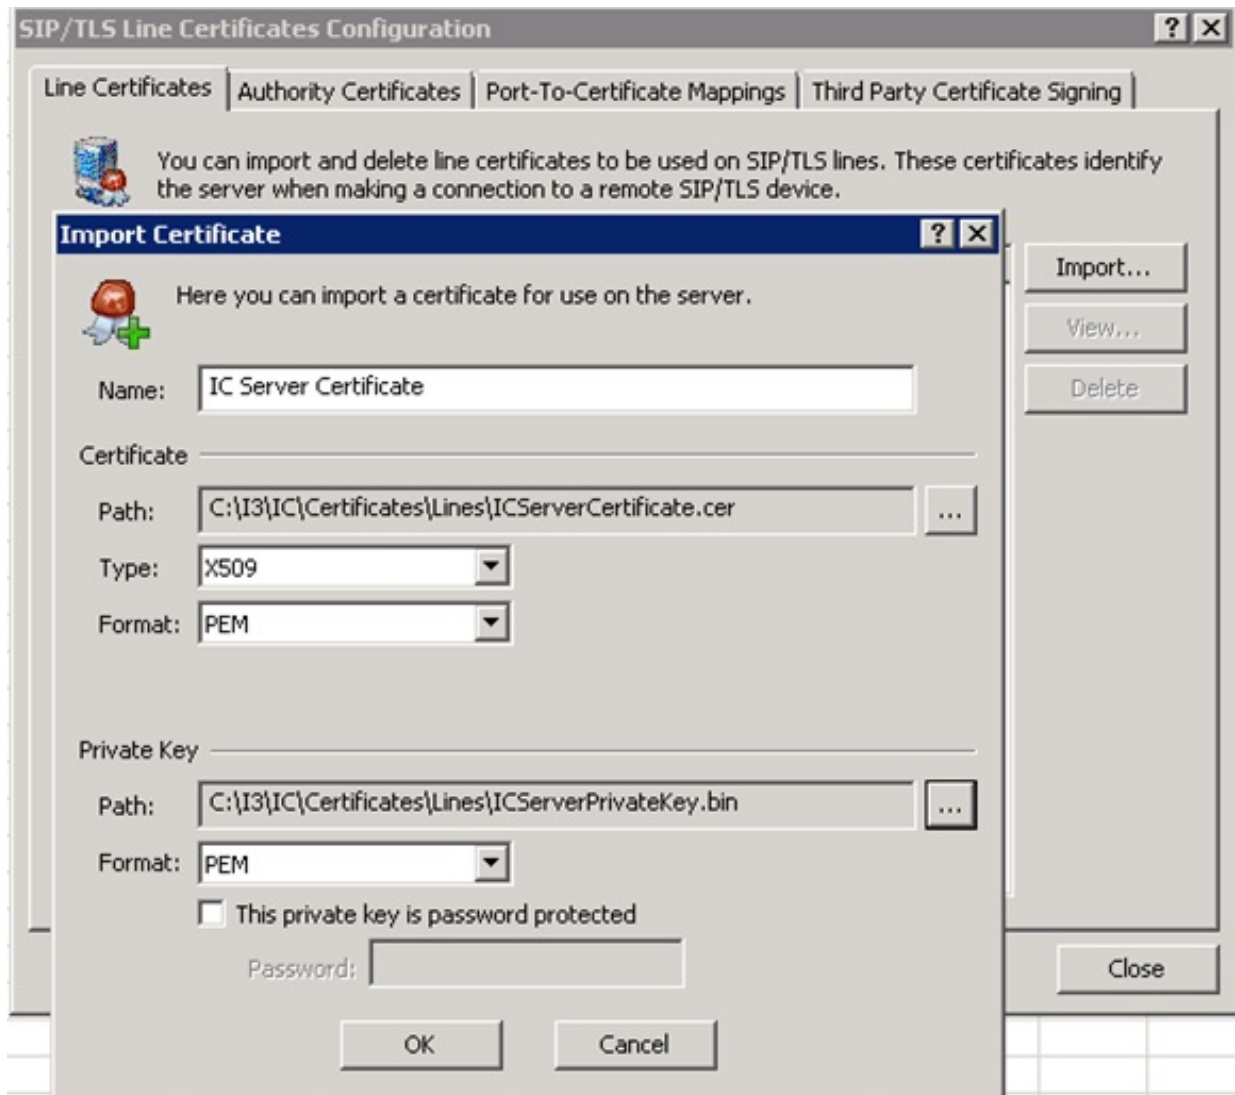 SIP/TLS Line Certificates Configuration
Line Certificates Authority Certificates Port-To-Certificate Mappings Third Party Certificate Signing
You can import and delete line certificates to be used on SIP/TLS lines. These certificates identify
the server when making a connection to a remote SIP/TLS device.
Import Certificate
Import...
Here you can import a certificate for use on the server.
View...
Name: IC Server Certificate
Delete
Certificate
Path: C:\I3\IC\Certificates\Lines\ICServerCertificate.cer ...
Type: X509
Format: PEM
Private Key
Path: C:\I3\IC\Certificates\Lines\ICServerPrivateKey.bin ...
Format: PEM
This private key is password protected
Password:
Close
OK Cancel